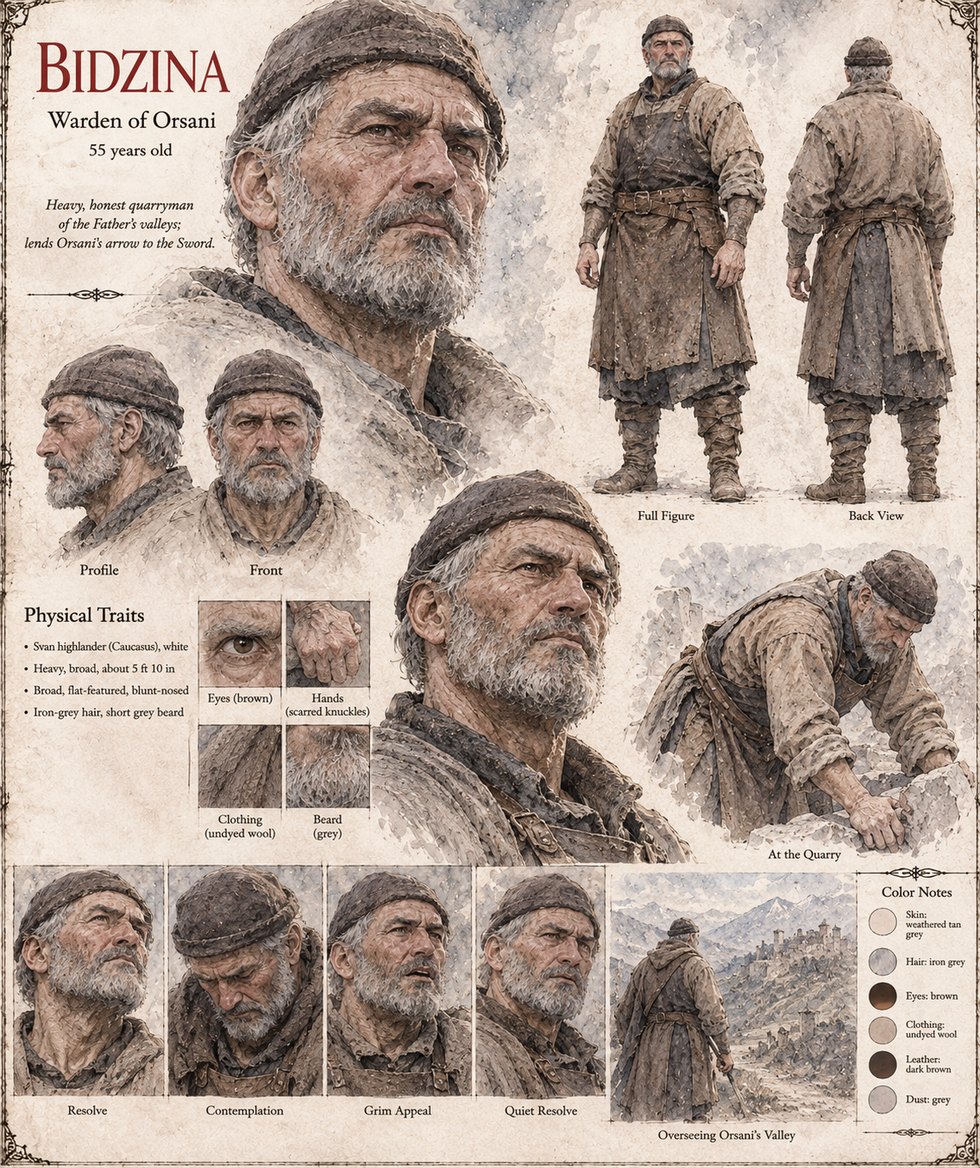 BIDZINA
Warden of Orsani
55 years old
Heavy, honest quarryman
of the Father's valleys;
lends Orsani's arrow to the Sword.
Profile
Front
Full Figure
Back View
Physical Traits
• Svan highlander (Caucasus), white
• Heavy, broad, about 5 ft 10 in
• Broad, flat-featured, blunt-nosed
• Iron-grey hair, short grey beard
Eyes (brown)
Hands
(scarred knuckles)
Clothing
(undyed wool)
Beard
(grey)
At the Quarry
Resolve
Contemplation
Grim Appeal
Quiet Resolve
Overseeing Orsani's Valley
Color Notes
Skin:
weathered tan
grey
Hair: iron grey
Eyes: brown
Clothing:
undyed wool
Leather:
dark brown
Dust: grey